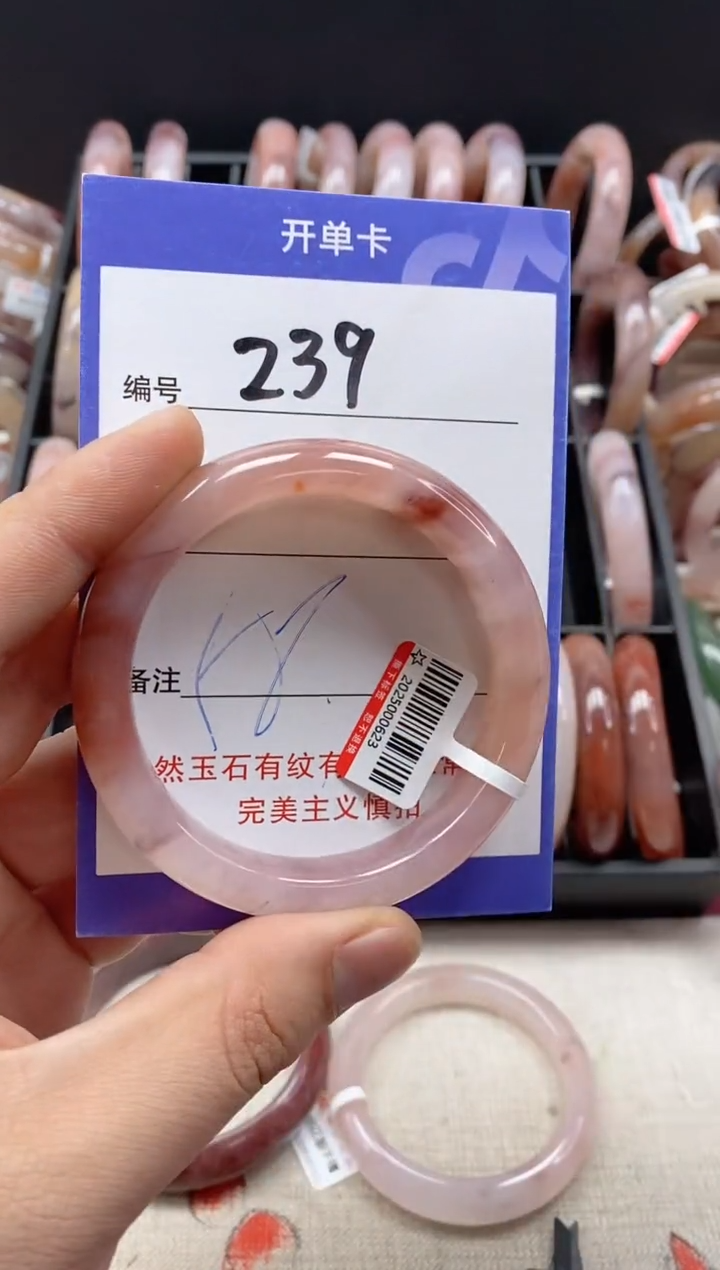 开单卡
编号 239
备注
2025000623
然玉石有纹有
完美主义慎拍